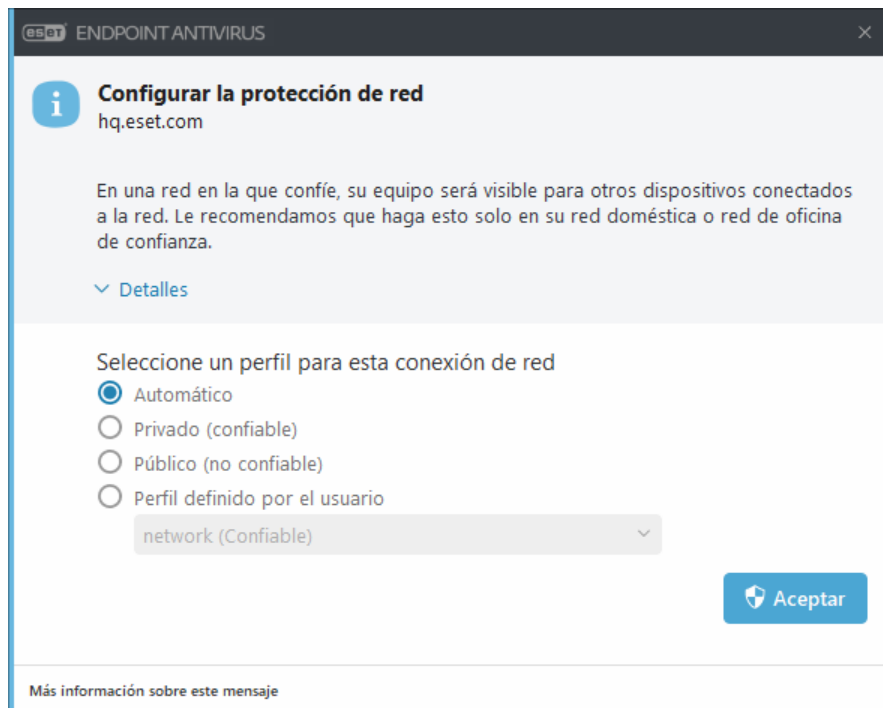 eseT ENDPOINT ANTIVIRUS
Configurar la protección de red
hq.eset.com
En una red en la que confíe, su equipo será visible para otros dispositivos conectados
a la red. Le recomendamos que haga esto solo en su red doméstica o red de oficina
de confianza.
Detalles
Seleccione un perfil para esta conexión de red
Automático
Privado (confiable)
Público (no confiable)
Perfil definido por el usuario
network (Confiable)
Aceptar
Más información sobre este mensaje